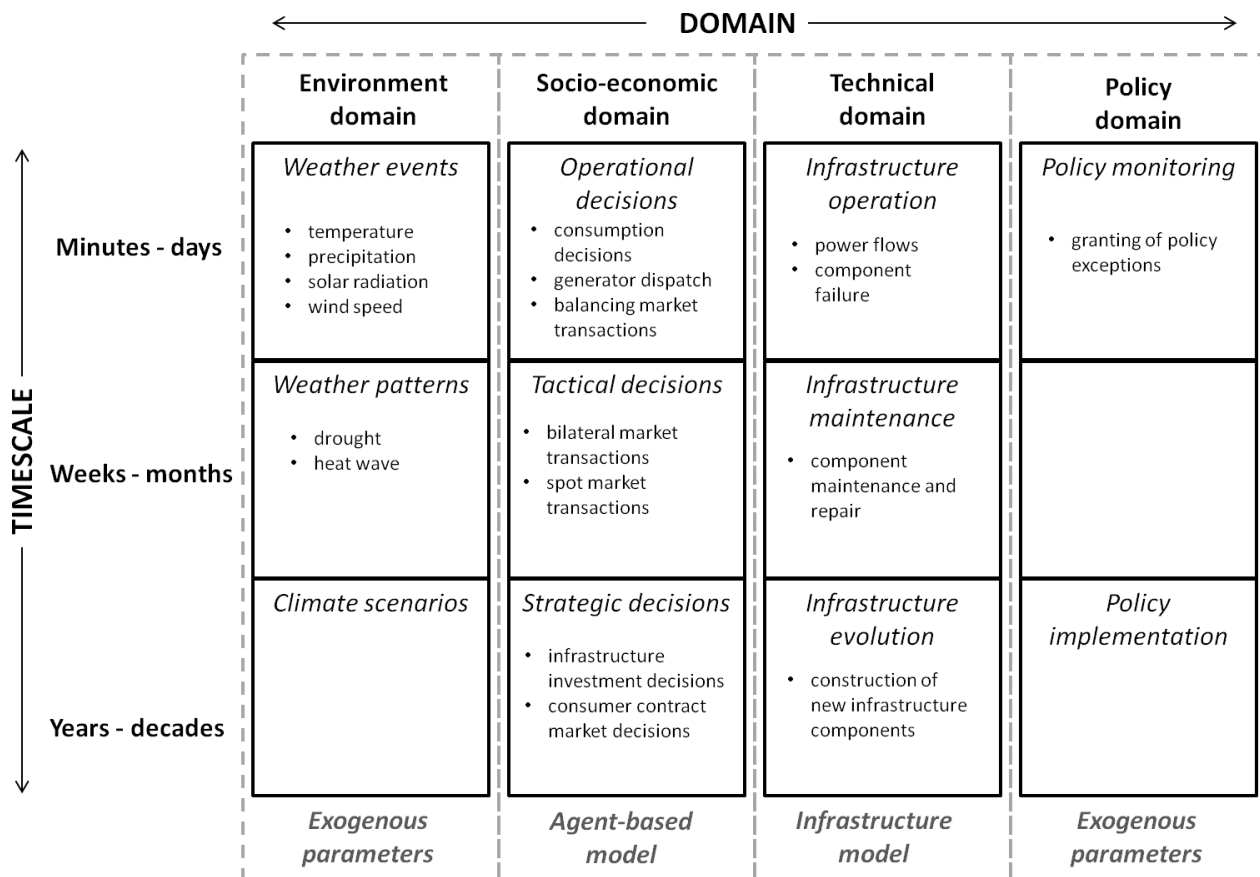 DOMAIN
Environment
domain
Socio-economic
domain
Technical
domain
Policy
domain
TIMESCALE
Minutes - days
Weather events
• temperature
• precipitation
• solar radiation
• wind speed
Operational
decisions
• consumption
decisions
• generator dispatch
• balancing market
transactions
Infrastructure
operation
• power flows
• component
failure
Policy monitoring
• granting of policy
exceptions
Weeks - months
Weather patterns
• drought
• heat wave
Tactical decisions
• bilateral market
transactions
• spot market
transactions
Infrastructure
maintenance
• component
maintenance and
repair
Years - decades
Climate scenarios
Strategic decisions
• infrastructure
investment decisions
• consumer contract
market decisions
Infrastructure
evolution
• construction of
new infrastructure
components
Policy
implementation
Exogenous
parameters
Agent-based
model
Infrastructure
model
Exogenous
parameters